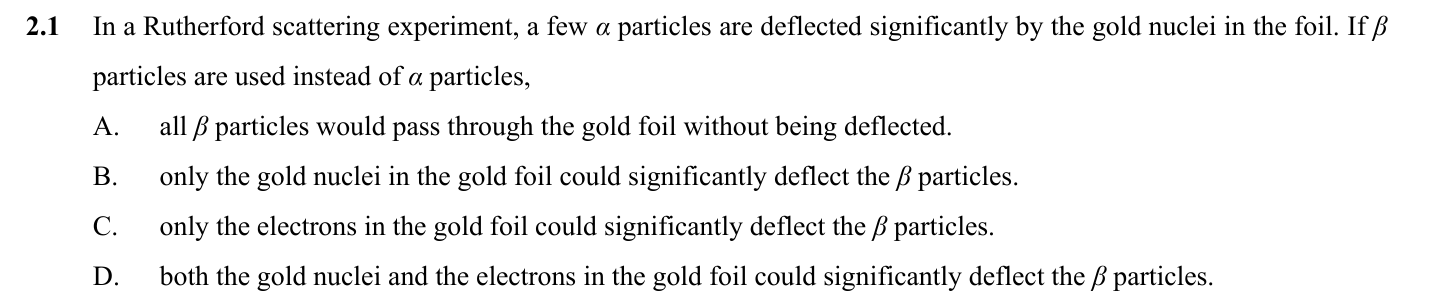 2.1 In a Rutherford scattering experiment, a few α particles are deflected significantly by the gold nuclei in the foil. If β
particles are used instead of α particles,
A. all β particles would pass through the gold foil without being deflected.
B. only the gold nuclei in the gold foil could significantly deflect the β particles.
C. only the electrons in the gold foil could significantly deflect the β particles.
D. both the gold nuclei and the electrons in the gold foil could significantly deflect the β particles.